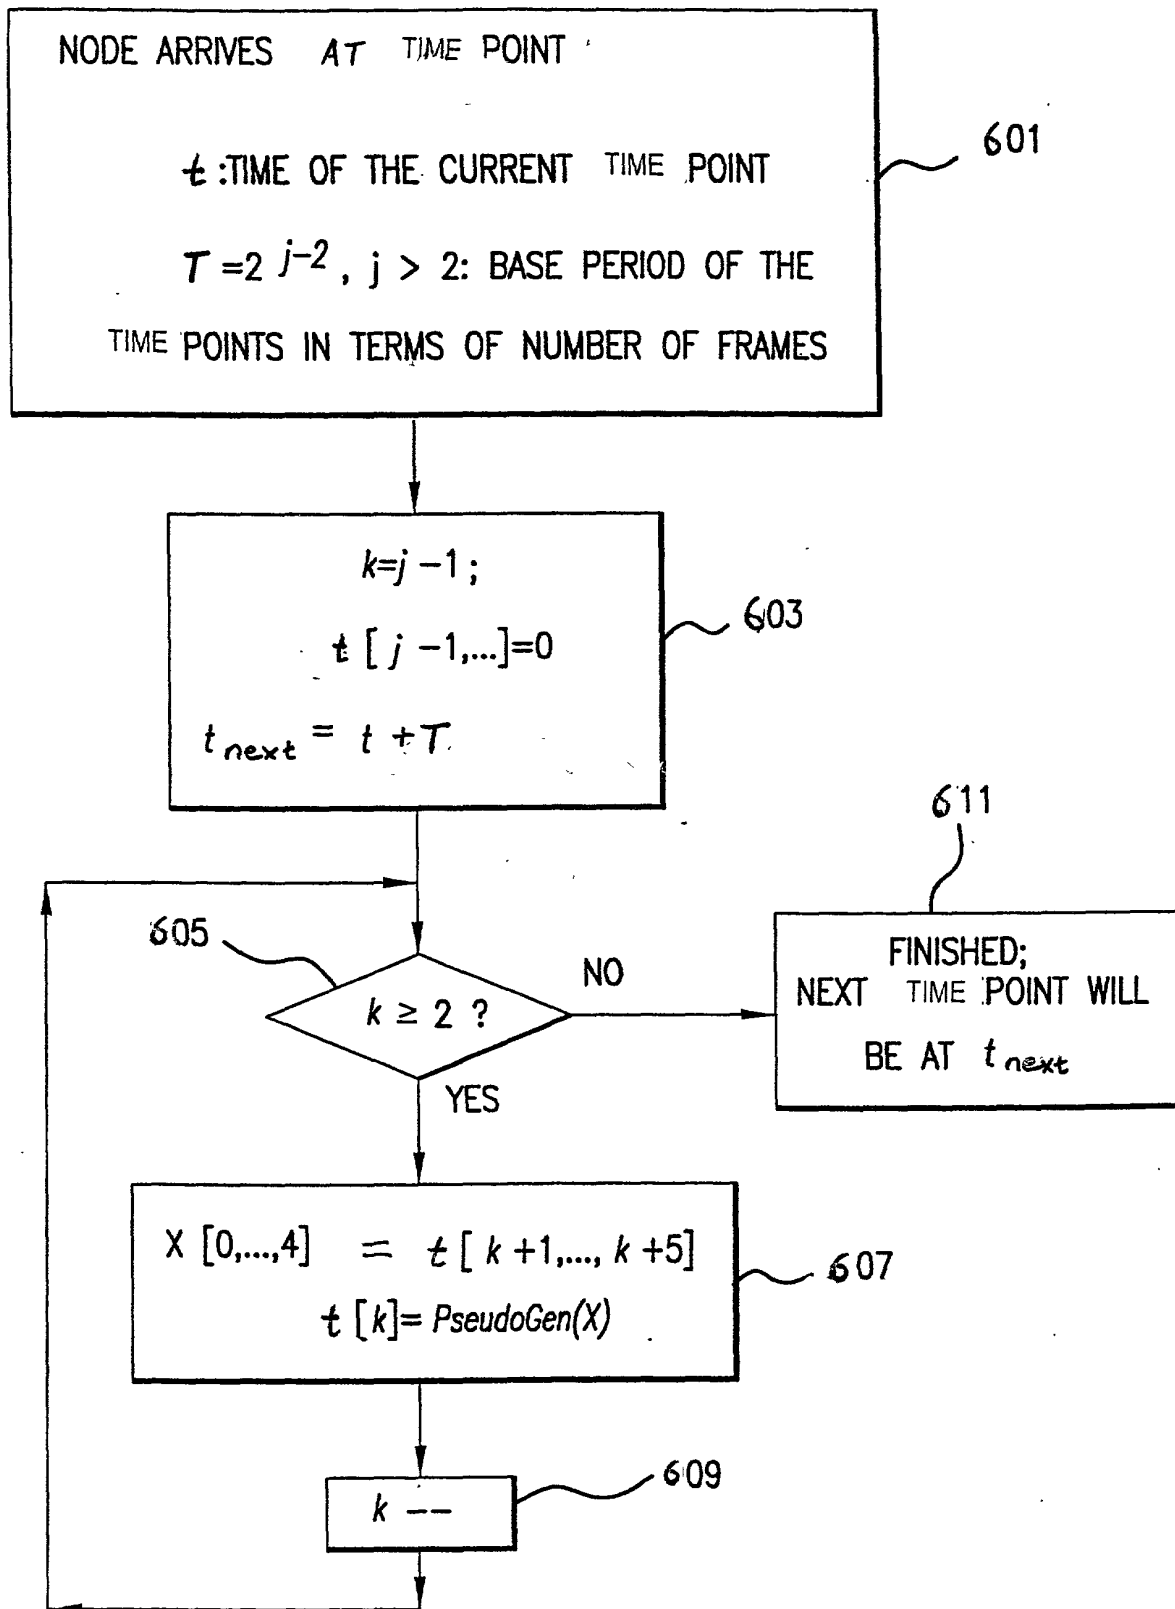 NODE ARRIVES AT TIME POINT
t :TIME OF THE CURRENT TIME POINT
T =2 j-2 , j > 2: BASE PERIOD OF THE
TIME POINTS IN TERMS OF NUMBER OF FRAMES
601
k=j -1 ;
t [ j -1,...]=0
t next = t +T
603
605
k ≥ 2 ?
NO
YES
611
FINISHED;
NEXT TIME POINT WILL
BE AT t next
X [0,...,4] = t [ k +1,..., k +5]
t [k]= PseudoGen(X)
607
k --
609